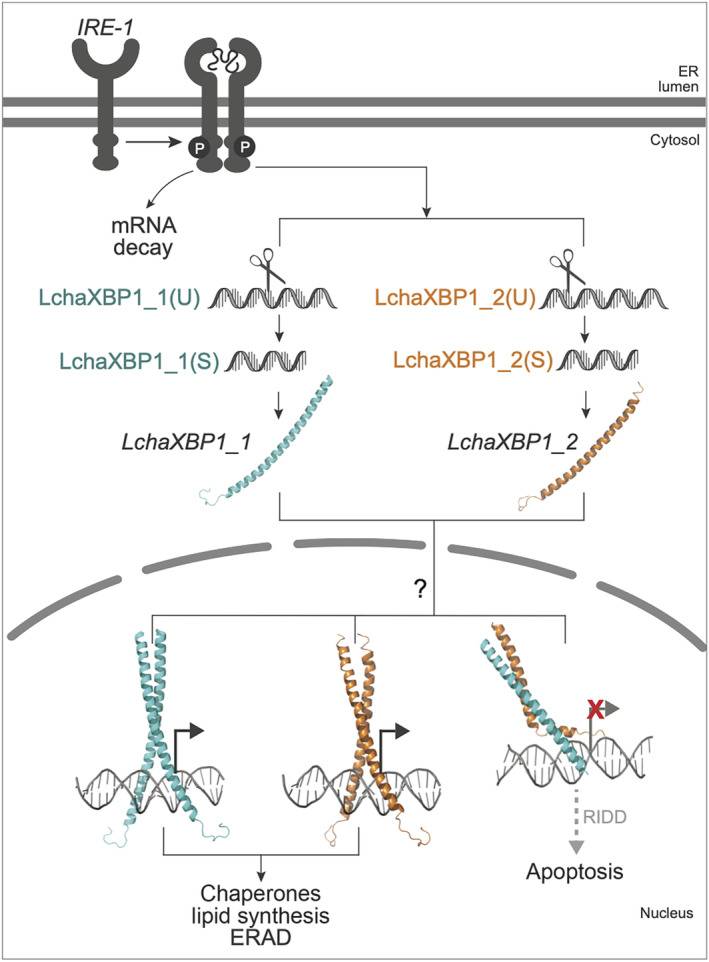 IRE-1
ER
lumen
Cytosol
P
P
mRNA
decay
LchaXBP1_1(U)
LchaXBP1_2(U)
LchaXBP1_1(S)
LchaXBP1_2(S)
LchaXBP1_1
LchaXBP1_2
?
X
RIDD
Apoptosis
Chaperones
lipid synthesis
ERAD
Nucleus